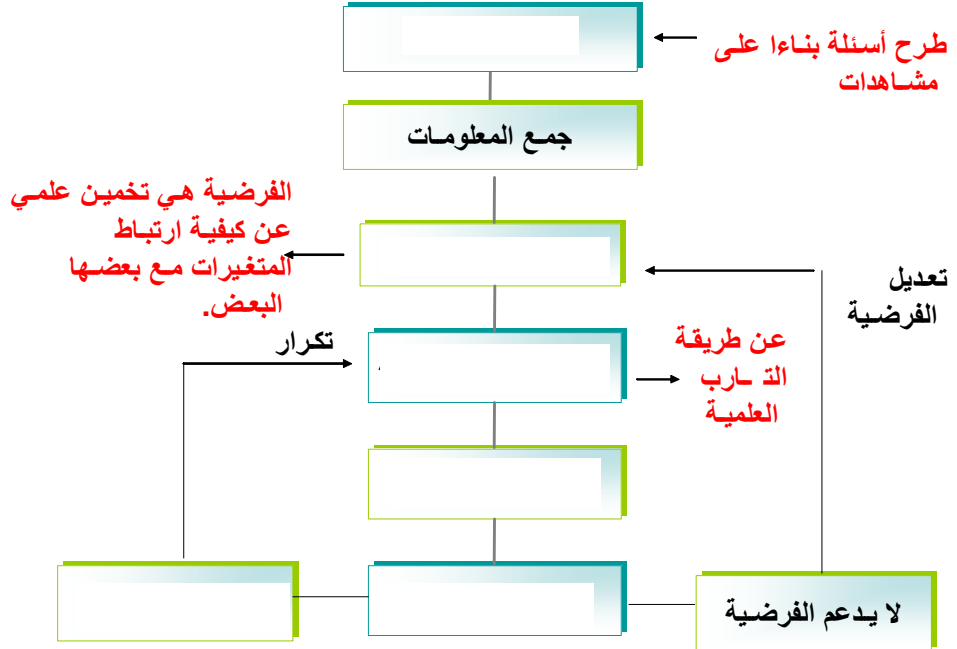 طرح أسئلة بناءا على
مشاهدات
جمع المعلومات
الفرضية هي تخمين علمي
عن كيفية ارتباط
المتغيرات مع بعضها
البعض.
تعديل
الفرضية
تكرار
عن طريقة
التـارب
العلمية
لا يدعم الفرضية